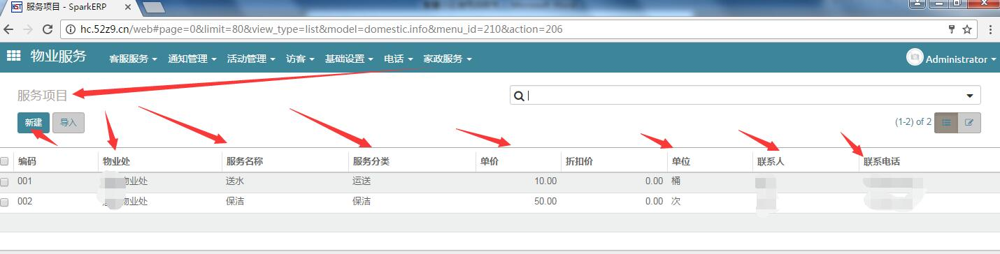 服务项目 - SparkERP
hc.52z9.cn/web#page=0&limit=80&view_type=list&model=domestic.info&menu_id=210&action=206
物业服务 客服服务 通知管理 活动管理 访客 基础设置 电话 家政服务 Administrator
服务项目
新建 导入 (1-2) of 2
编码 物业处 服务名称 服务分类 单价 折扣价 单位 联系人 联系电话
001 物业处 送水 运送 10.00 0.00 桶
002 物业处 保洁 保洁 50.00 0.00 次